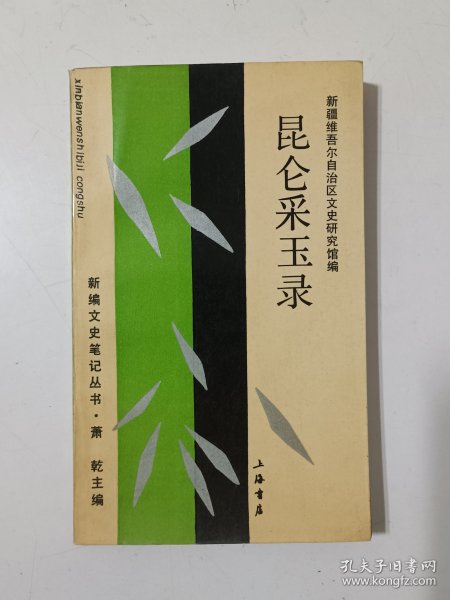 新疆维吾尔自治区文史研究馆编
昆仑采玉录
上海书店
xinbianwenshibiji congshu
新编文史笔记丛书·萧 乾主编
孔夫子旧书网
www.kongfz.com